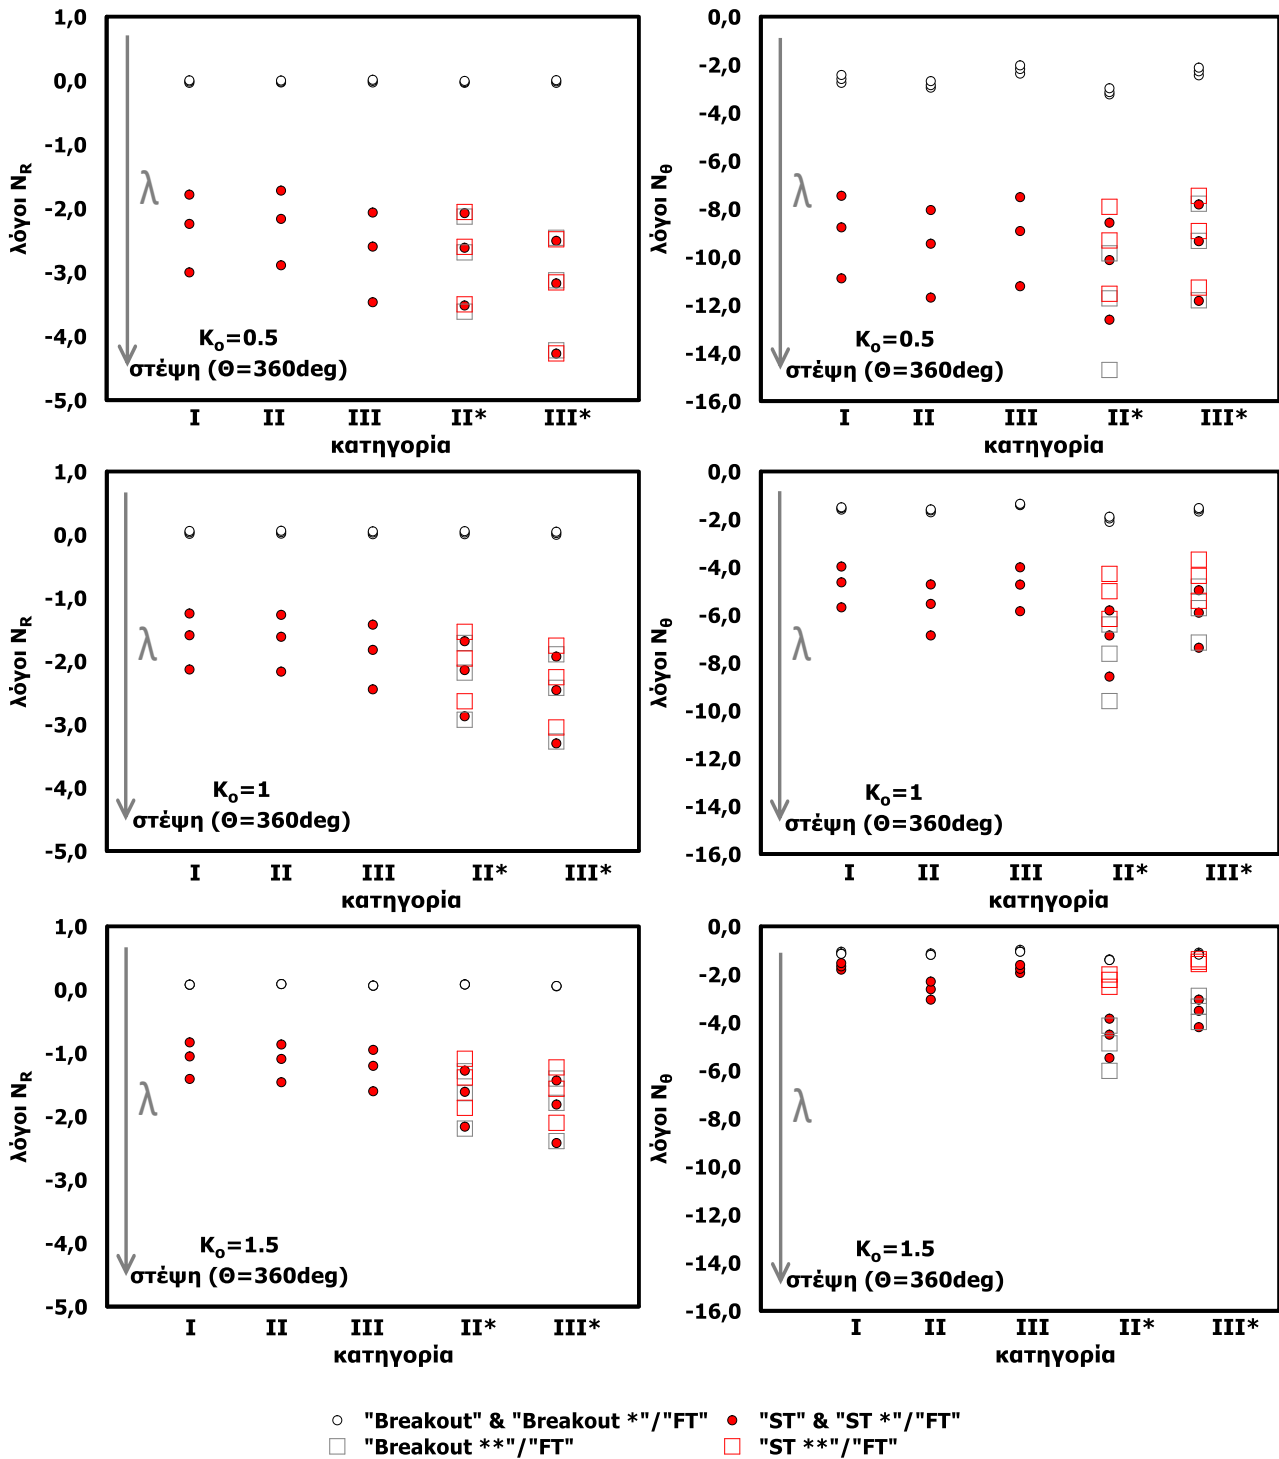 1,0
0,0
-1,0
-2,0
-3,0
-4,0
-5,0
λόγοι NR
λ
Ko=0.5
στέψη (Θ=360deg)
I II III II* III*
κατηγορία
0,0
-2,0
-4,0
-6,0
-8,0
-10,0
-12,0
-14,0
-16,0
λόγοι Nθ
λ
Ko=0.5
στέψη (Θ=360deg)
I II III II* III*
κατηγορία
1,0
0,0
-1,0
-2,0
-3,0
-4,0
-5,0
λόγοι NR
λ
Ko=1
στέψη (Θ=360deg)
I II III II* III*
κατηγορία
0,0
-2,0
-4,0
-6,0
-8,0
-10,0
-12,0
-14,0
-16,0
λόγοι Nθ
λ
Ko=1
στέψη (Θ=360deg)
I II III II* III*
κατηγορία
1,0
0,0
-1,0
-2,0
-3,0
-4,0
-5,0
λόγοι NR
λ
Ko=1.5
στέψη (Θ=360deg)
I II III II* III*
κατηγορία
0,0
-2,0
-4,0
-6,0
-8,0
-10,0
-12,0
-14,0
-16,0
λόγοι Nθ
λ
Ko=1.5
στέψη (Θ=360deg)
I II III II* III*
κατηγορία
"Breakout" & "Breakout *"/"FT" "ST" & "ST *"/"FT"
"Breakout **"/"FT" "ST **"/"FT"